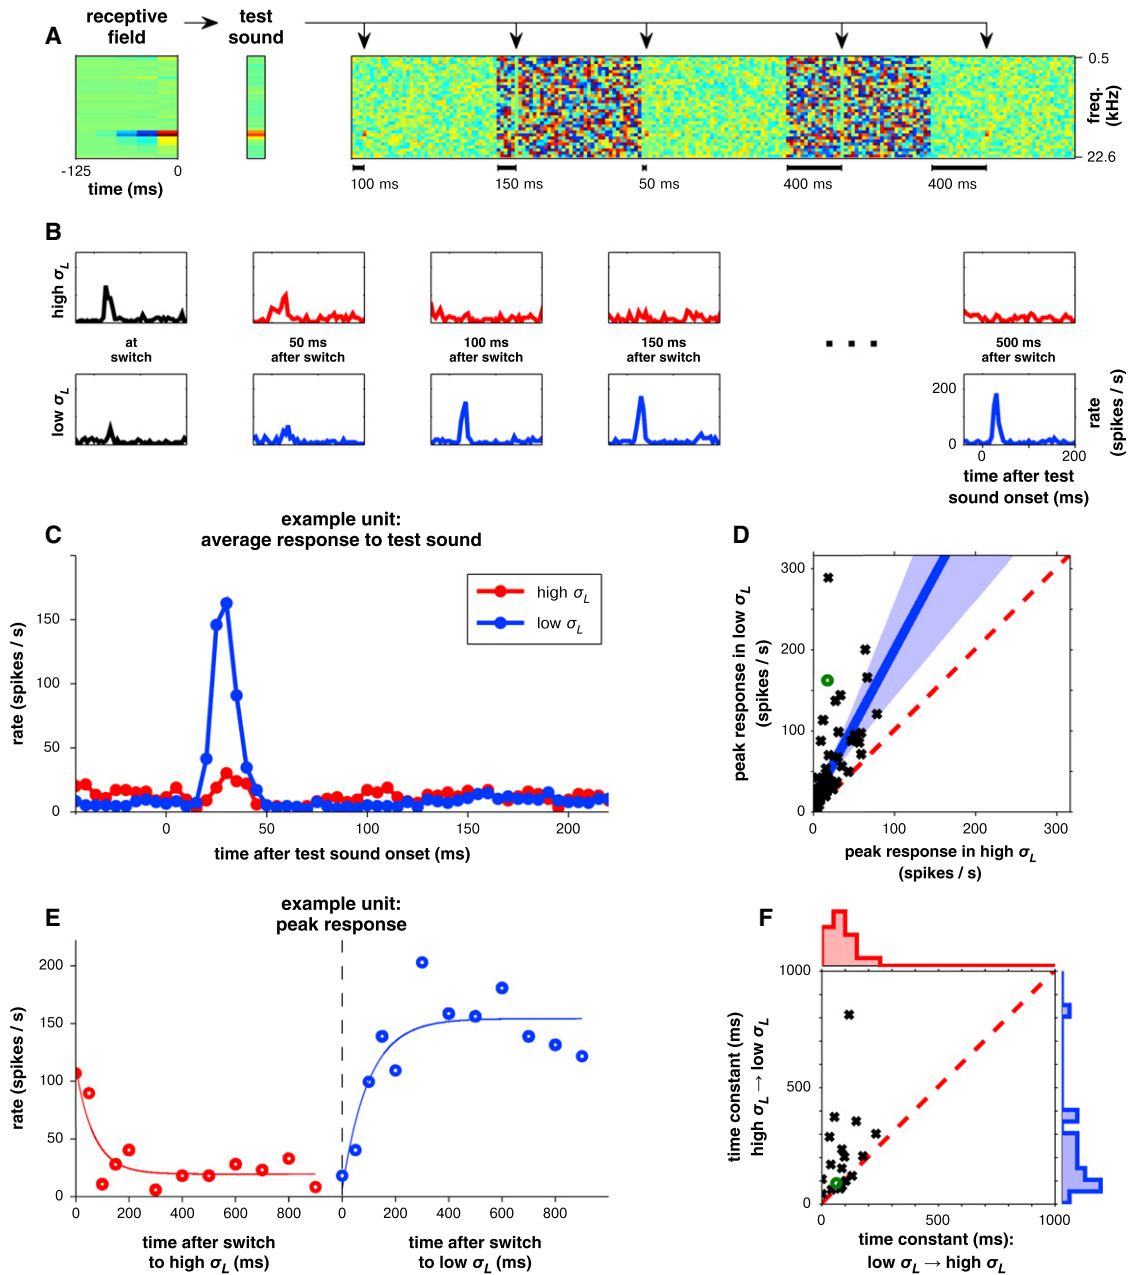 A
receptive
field
test
sound
-125
0
time (ms)
100 ms
150 ms
50 ms
400 ms
400 ms
0.5
22.6
freq.
(kHz)
B
high σL
at
switch
50 ms
after switch
100 ms
after switch
150 ms
after switch
500 ms
after switch
low σL
200
0
rate
(spikes / s)
0
200
time after test
sound onset (ms)
C
example unit:
average response to test sound
high σL
low σL
150
100
50
0
rate (spikes / s)
0
50
100
150
200
time after test sound onset (ms)
D
300
200
100
0
peak response in low σL
(spikes / s)
0
100
200
300
peak response in high σL
(spikes / s)
E
example unit:
peak response
200
150
100
50
0
rate (spikes / s)
0
200
400
600
800
0
200
400
600
800
time after switch
to high σL (ms)
time after switch
to low σL (ms)
F
1000
500
0
time constant (ms)
high σL → low σL
0
500
1000
time constant (ms):
low σL → high σL